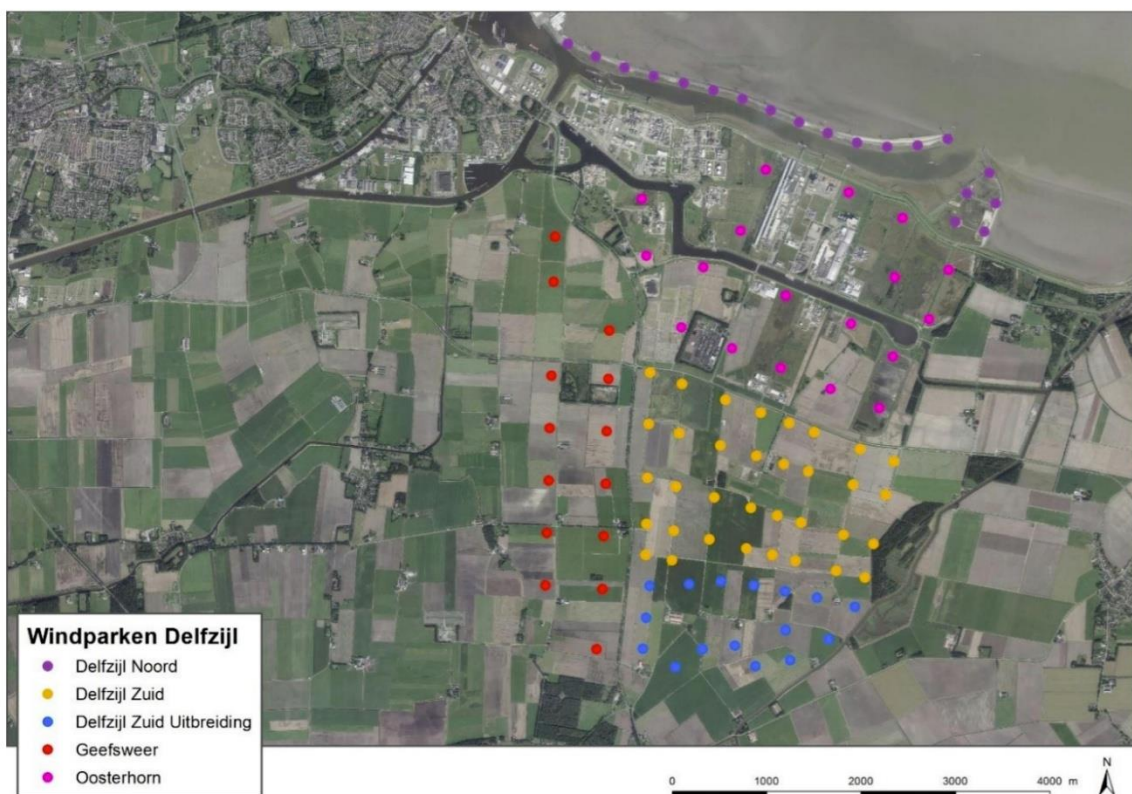 Windparken Delfzijl
Delfzijl Noord
Delfzijl Zuid
Delfzijl Zuid Uitbreiding
Geefsweer
Oosterhorn
N
0 1000 2000 3000 4000 m